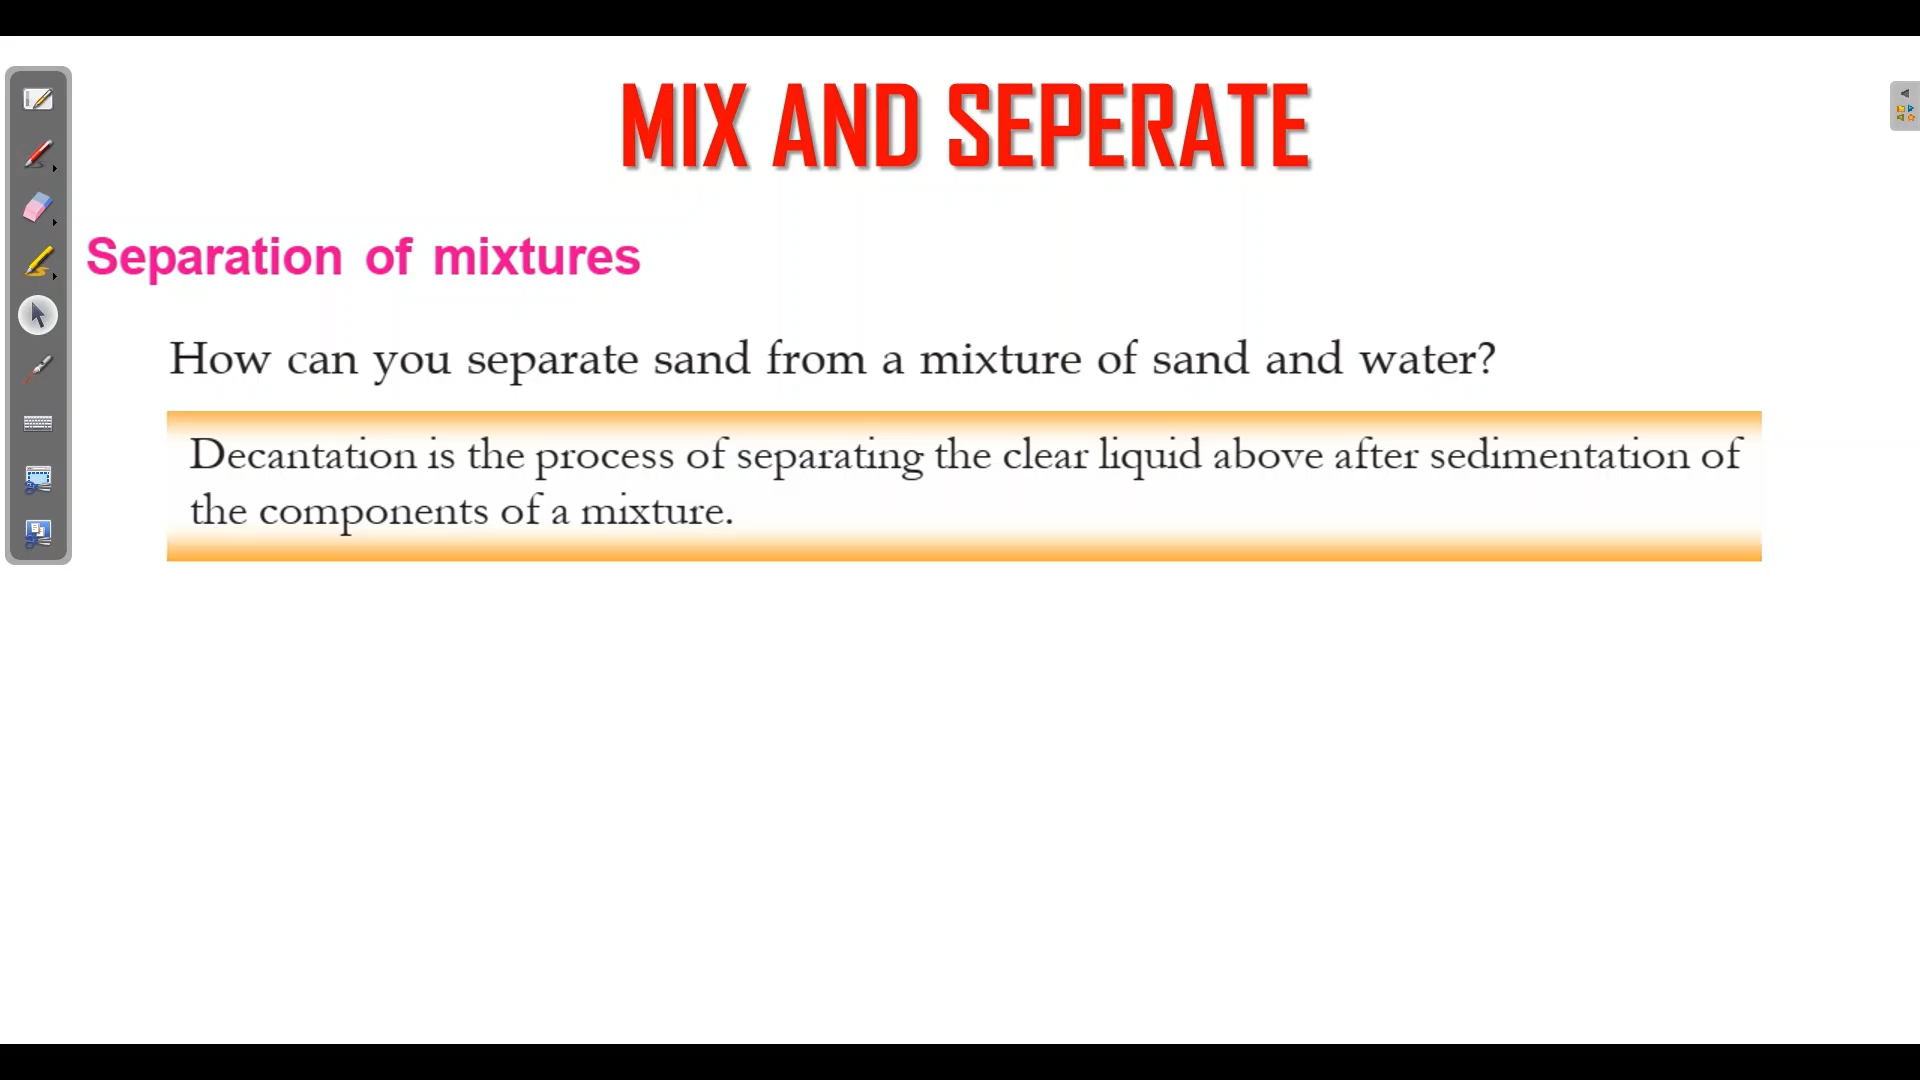 MIX AND SEPERATE
Separation of mixtures
How can you separate sand from a mixture of sand and water?
Decantation is the process of separating the clear liquid above after sedimentation of
the components of a mixture.